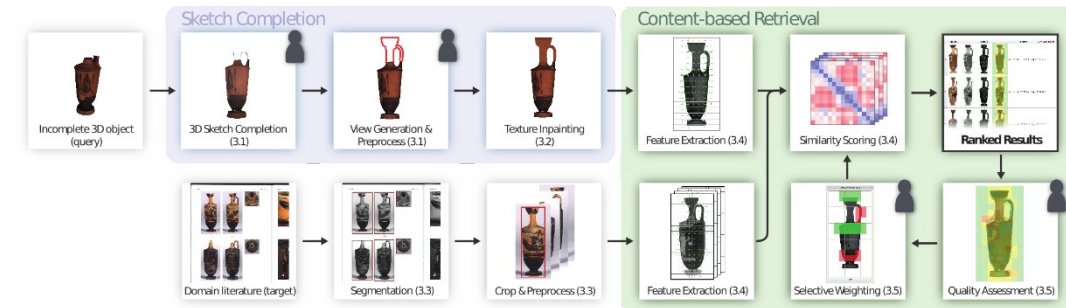 Sketch Completion
Content-based Retrieval
Incomplete 3D object
(query)
3D Sketch Completion
(3.1)
View Generation &
Preprocess (3.1)
Texture Inpainting
(3.2)
Feature Extraction (3.4)
Similarity Scoring (3.4)
Ranked Results
Domain literature (target)
Segmentation (3.3)
Crop & Preprocess (3.3)
Feature Extraction (3.4)
Selective Weighting (3.5)
Quality Assessment (3.5)